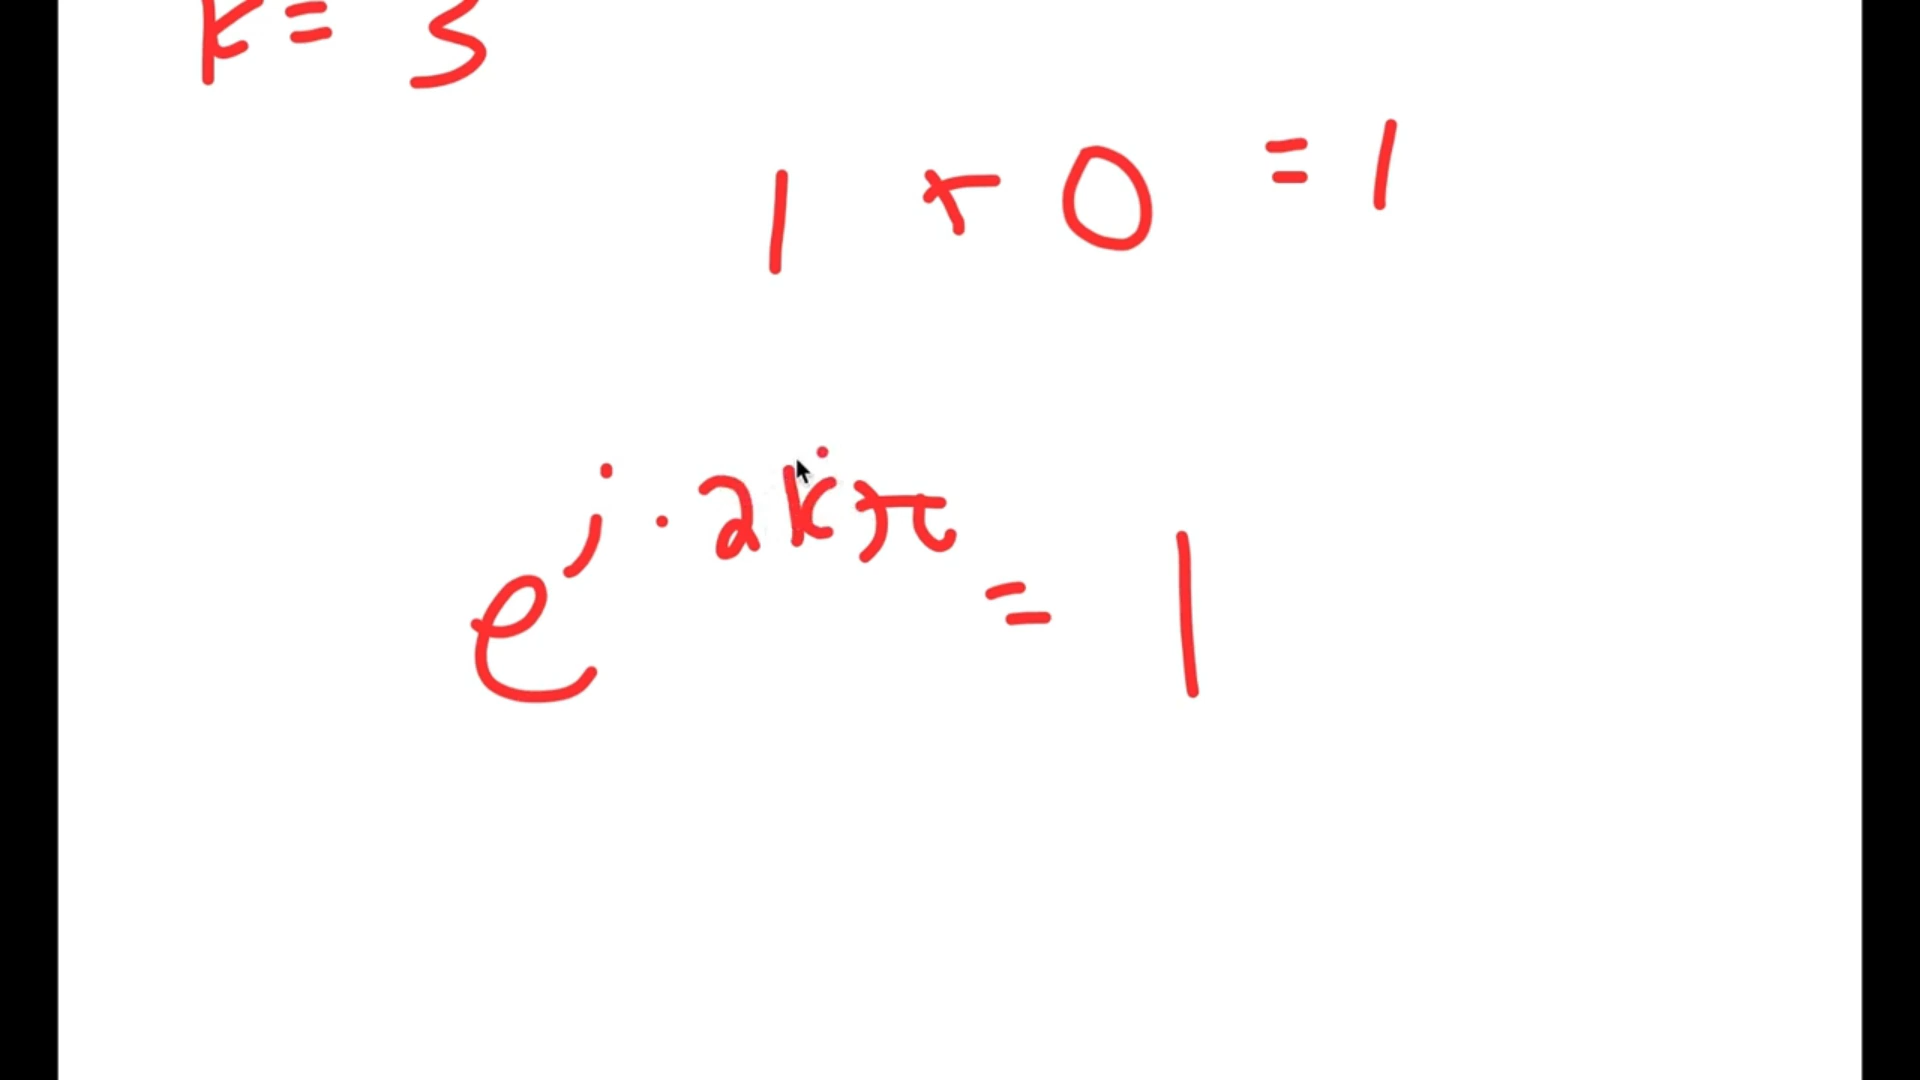 k = 3
1 + 0 = 1
e^{j·2kπ} = 1